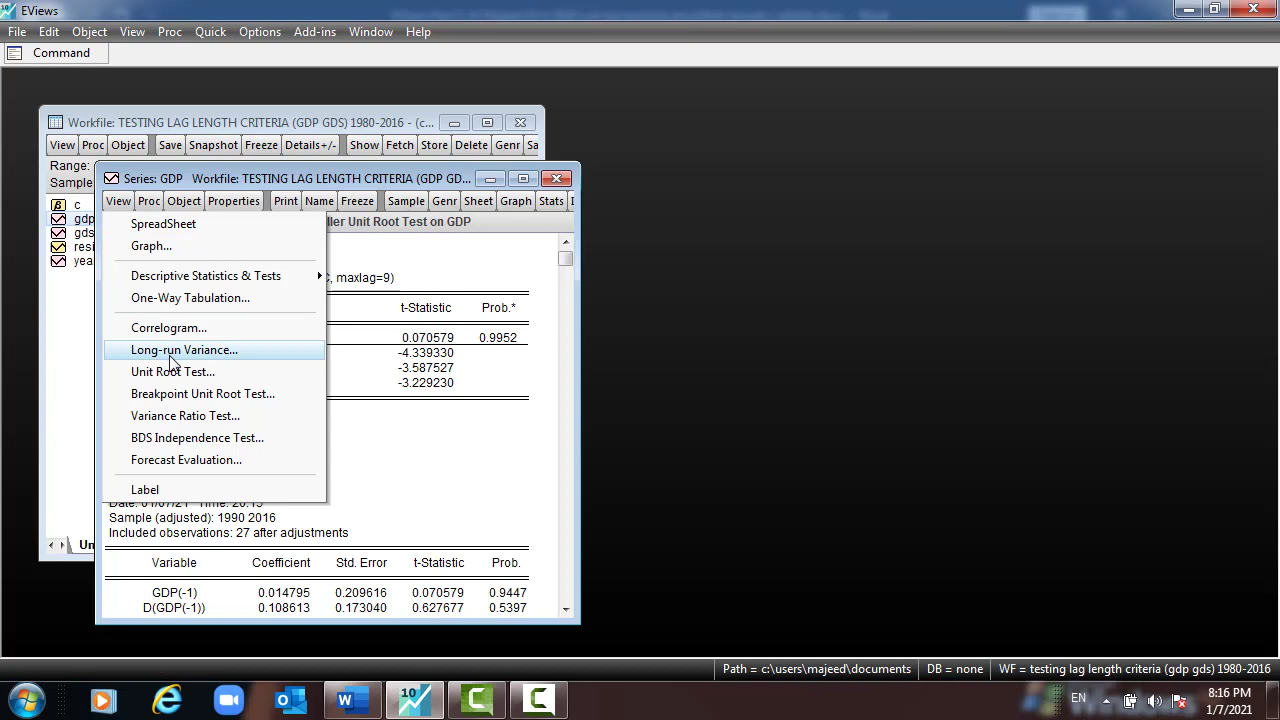 EViews
File Edit Object View Proc Quick Options Add-ins Window Help
Command
Workfile: TESTING LAG LENGTH CRITERIA (GDP GDS) 1980-2016 - (c...
View Proc Object Save Snapshot Freeze Details+/- Show Fetch Store Delete Genr Sa
Range:
Sample
c
gdp
gds
resi
yea
Series: GDP Workfile: TESTING LAG LENGTH CRITERIA (GDP GD...
View Proc Object Properties Print Name Freeze Sample Genr Sheet Graph Stats
ller Unit Root Test on GDP
SpreadSheet
Graph...
Descriptive Statistics & Tests
One-Way Tabulation...
Correlogram...
Long-run Variance...
Unit Root Test...
Breakpoint Unit Root Test...
Variance Ratio Test...
BDS Independence Test...
Forecast Evaluation...
Label
, maxlag=9)
t-Statistic Prob.*
0.070579 0.9952
-4.339330
-3.587527
-3.229230
Sample (adjusted): 1990 2016
Included observations: 27 after adjustments
Variable Coefficient Std. Error t-Statistic Prob.
GDP(-1) 0.014795 0.209616 0.070579 0.9447
D(GDP(-1)) 0.108613 0.173040 0.627677 0.5397
Un
Path = c:\users\majeed\documents DB = none WF = testing lag length criteria (gdp gds) 1980-2016
EN
8:16 PM
1/7/2021